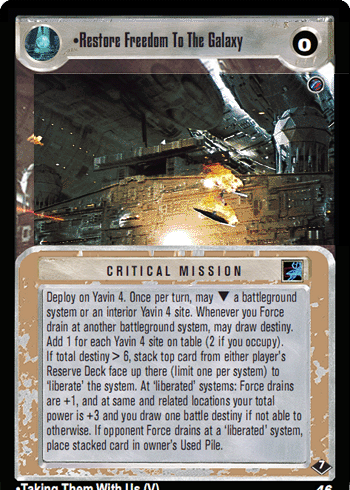 •Restore Freedom To The Galaxy
0
CRITICAL MISSION
Deploy on Yavin 4. Once per turn, may ▼ a battleground
system or an interior Yavin 4 site. Whenever you Force
drain at another battleground system, may draw destiny.
Add 1 for each Yavin 4 site on table (2 if you occupy).
If total destiny > 6, stack top card from either player's
Reserve Deck face up there (limit one per system) to
'liberate' the system. At 'liberated' systems: Force drains
are +1, and at same and related locations your total
power is +3 and you draw one battle destiny if not able to
otherwise. If opponent Force drains at a 'liberated' system,
place stacked card in owner's Used Pile.
7
•Taking Them With Us (V)